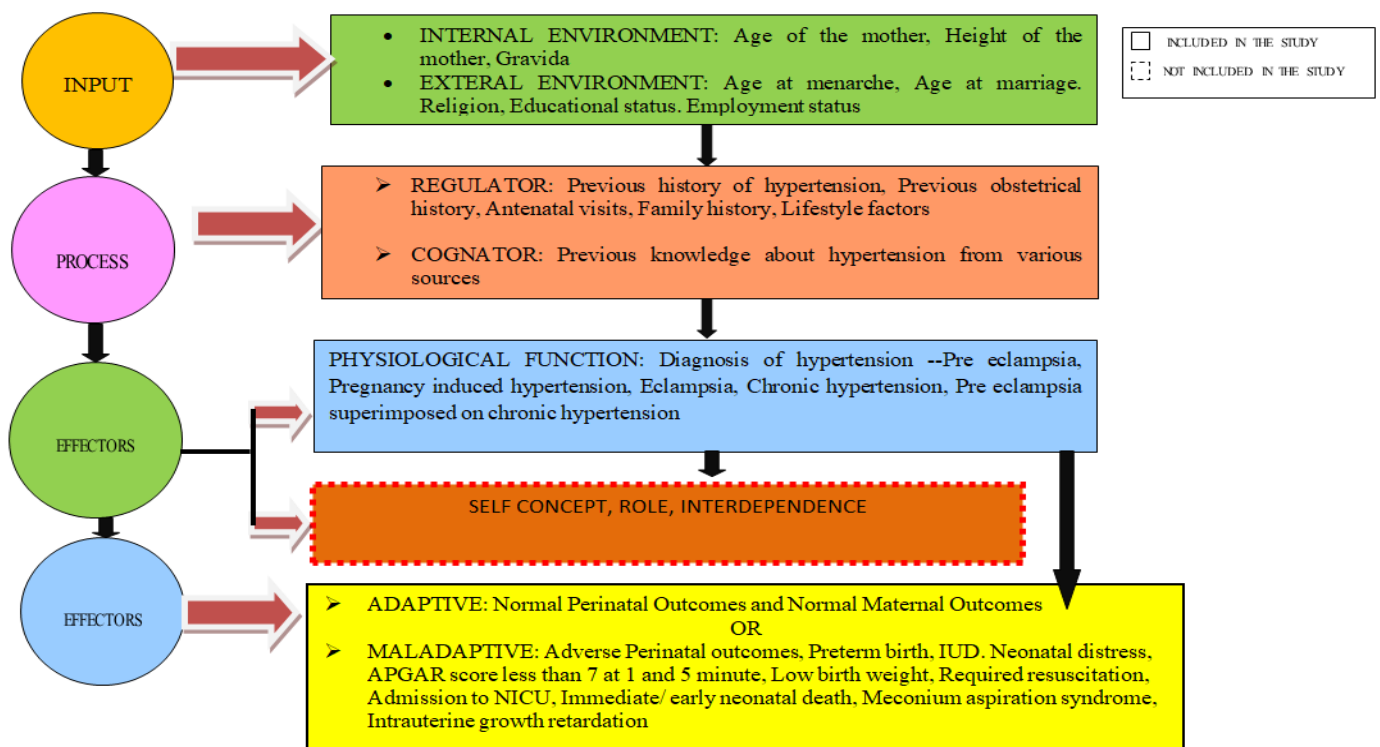 INPUT
• INTERNAL ENVIRONMENT: Age of the mother, Height of the
mother, Gravida
• EXTERAL ENVIRONMENT: Age at menarche, Age at marriage.
Religion, Educational status. Employment status
INCLUDED IN THE STUDY
NOT INCLUDED IN THE STUDY
PROCESS
➤ REGULATOR: Previous history of hypertension, Previous obstetrical
history, Antenatal visits, Family history, Lifestyle factors
➤ COGNATOR: Previous knowledge about hypertension from various
sources
EFFECTORS
PHYSIOLOGICAL FUNCTION: Diagnosis of hypertension --Pre eclampsia,
Pregnancy induced hypertension, Eclampsia, Chronic hypertension, Pre eclampsia
superimposed on chronic hypertension
SELF CONCEPT, ROLE, INTERDEPENDENCE
EFFECTORS
➤ ADAPTIVE: Normal Perinatal Outcomes and Normal Maternal Outcomes
OR
➤ MALADAPTIVE: Adverse Perinatal outcomes, Preterm birth, IUD. Neonatal distress,
APGAR score less than 7 at 1 and 5 minute, Low birth weight, Required resuscitation,
Admission to NICU, Immediate/ early neonatal death, Meconium aspiration syndrome,
Intrauterine growth retardation